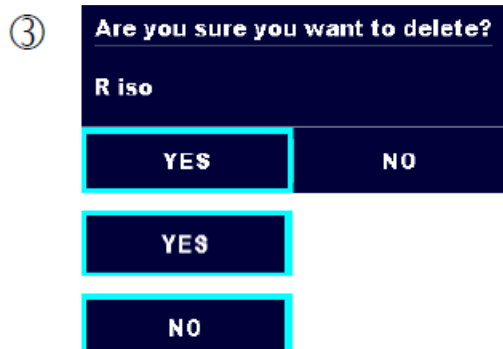 ③ Are you sure you want to delete?
R iso
YES NO
YES
NO